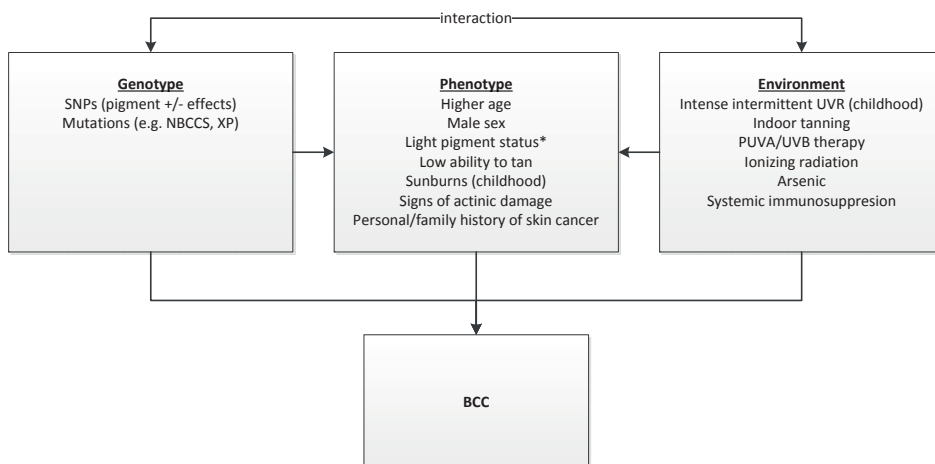 interaction
Genotype
SNPs (pigment +/- effects)
Mutations (e.g. NBCCS, XP)
Phenotype
Higher age
Male sex
Light pigment status*
Low ability to tan
Sunburns (childhood)
Signs of actinic damage
Personal/family history of skin cancer
Environment
Intense intermittent UVR (childhood)
Indoor tanning
PUVA/UVB therapy
Ionizing radiation
Arsenic
Systemic immunosuppresion
BCC